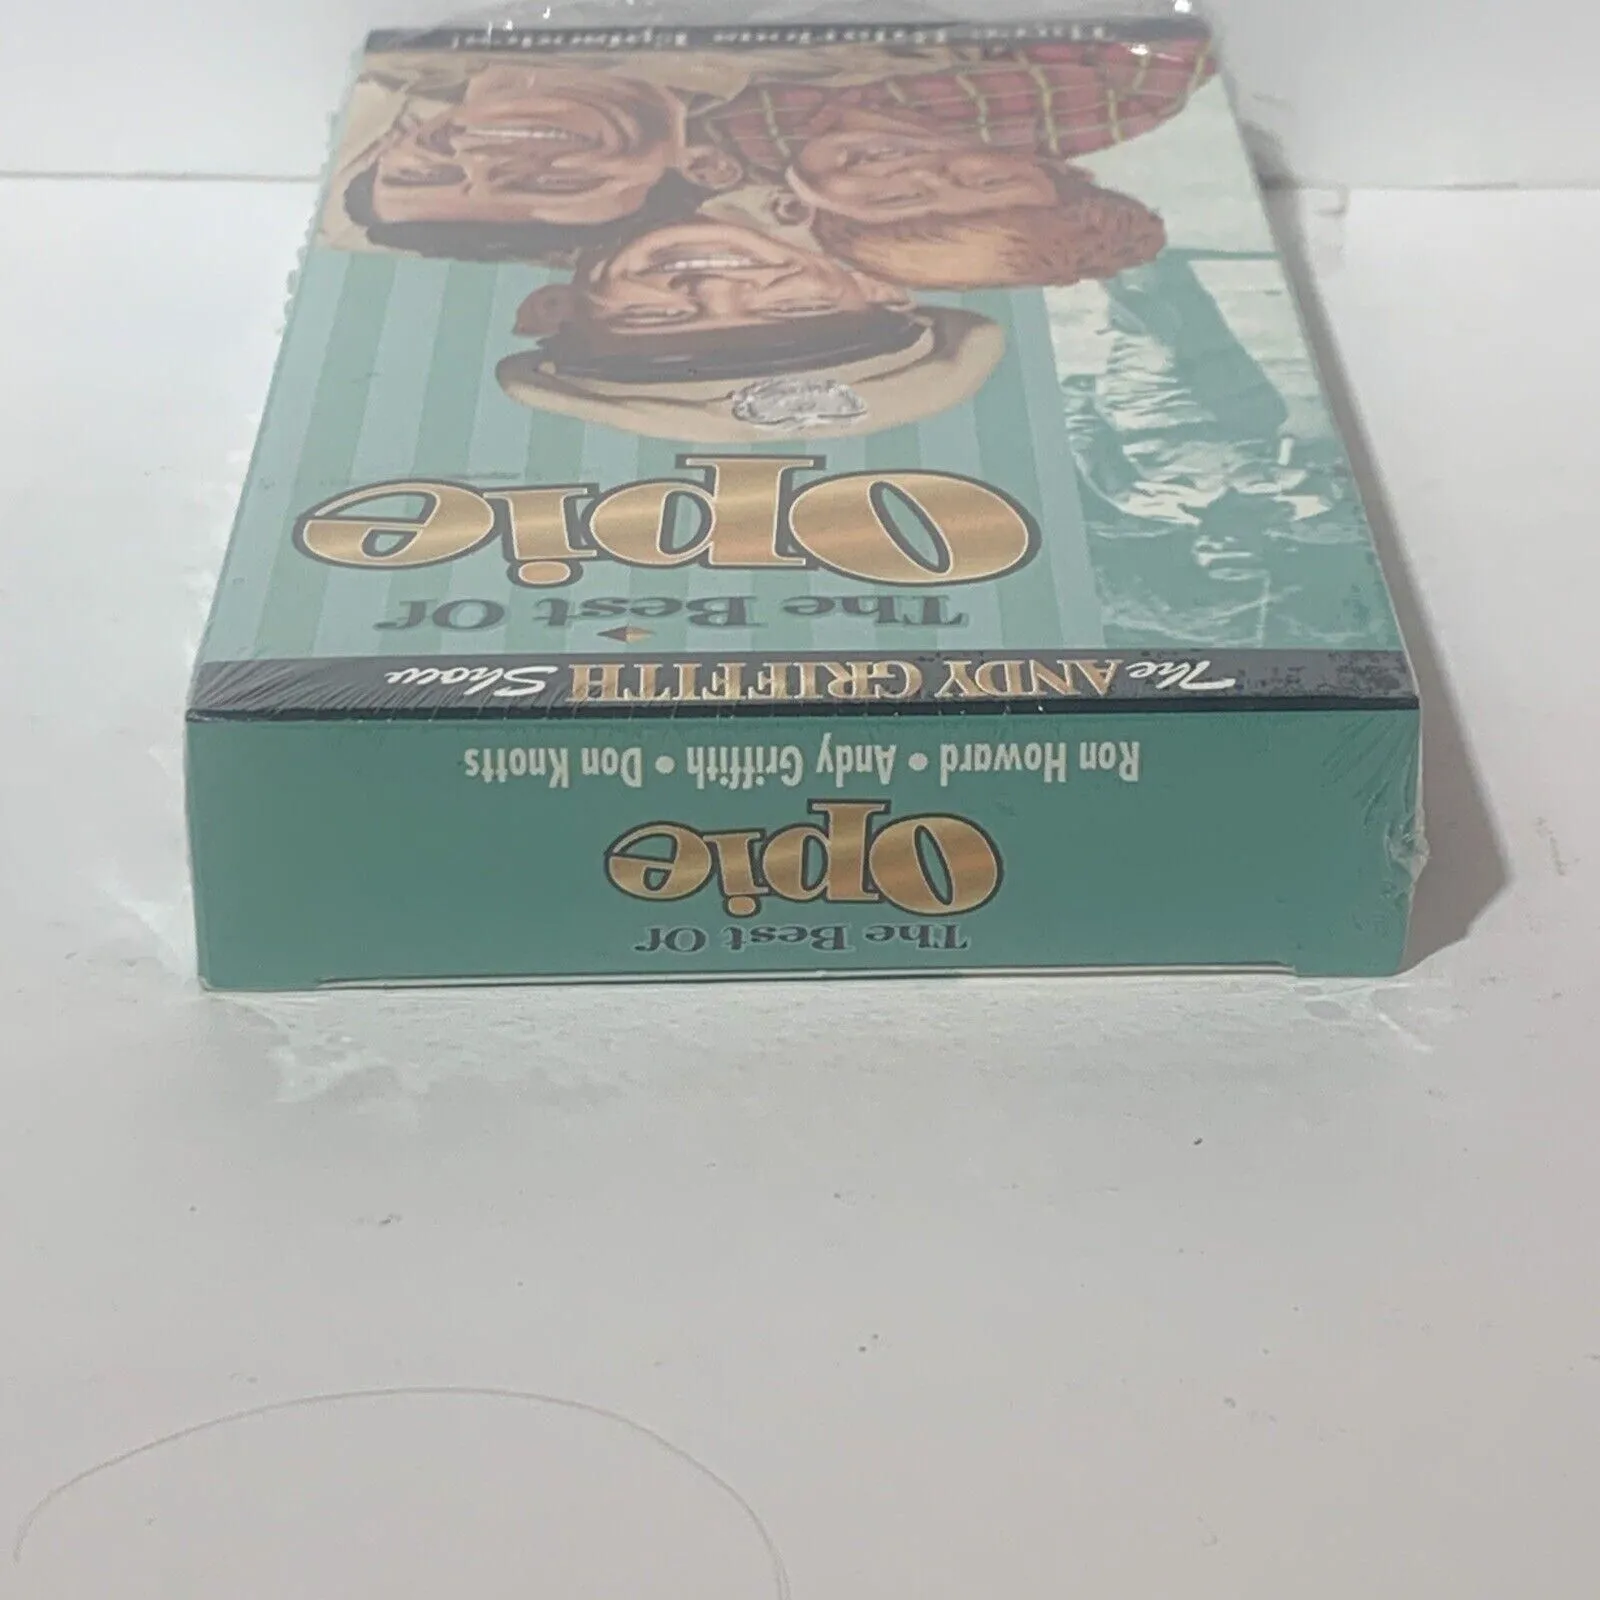 The ANDY GRIFFITH Show
The Best Of
Opie
The Best Of
Opie
Ron Howard • Andy Griffith • Don Knotts